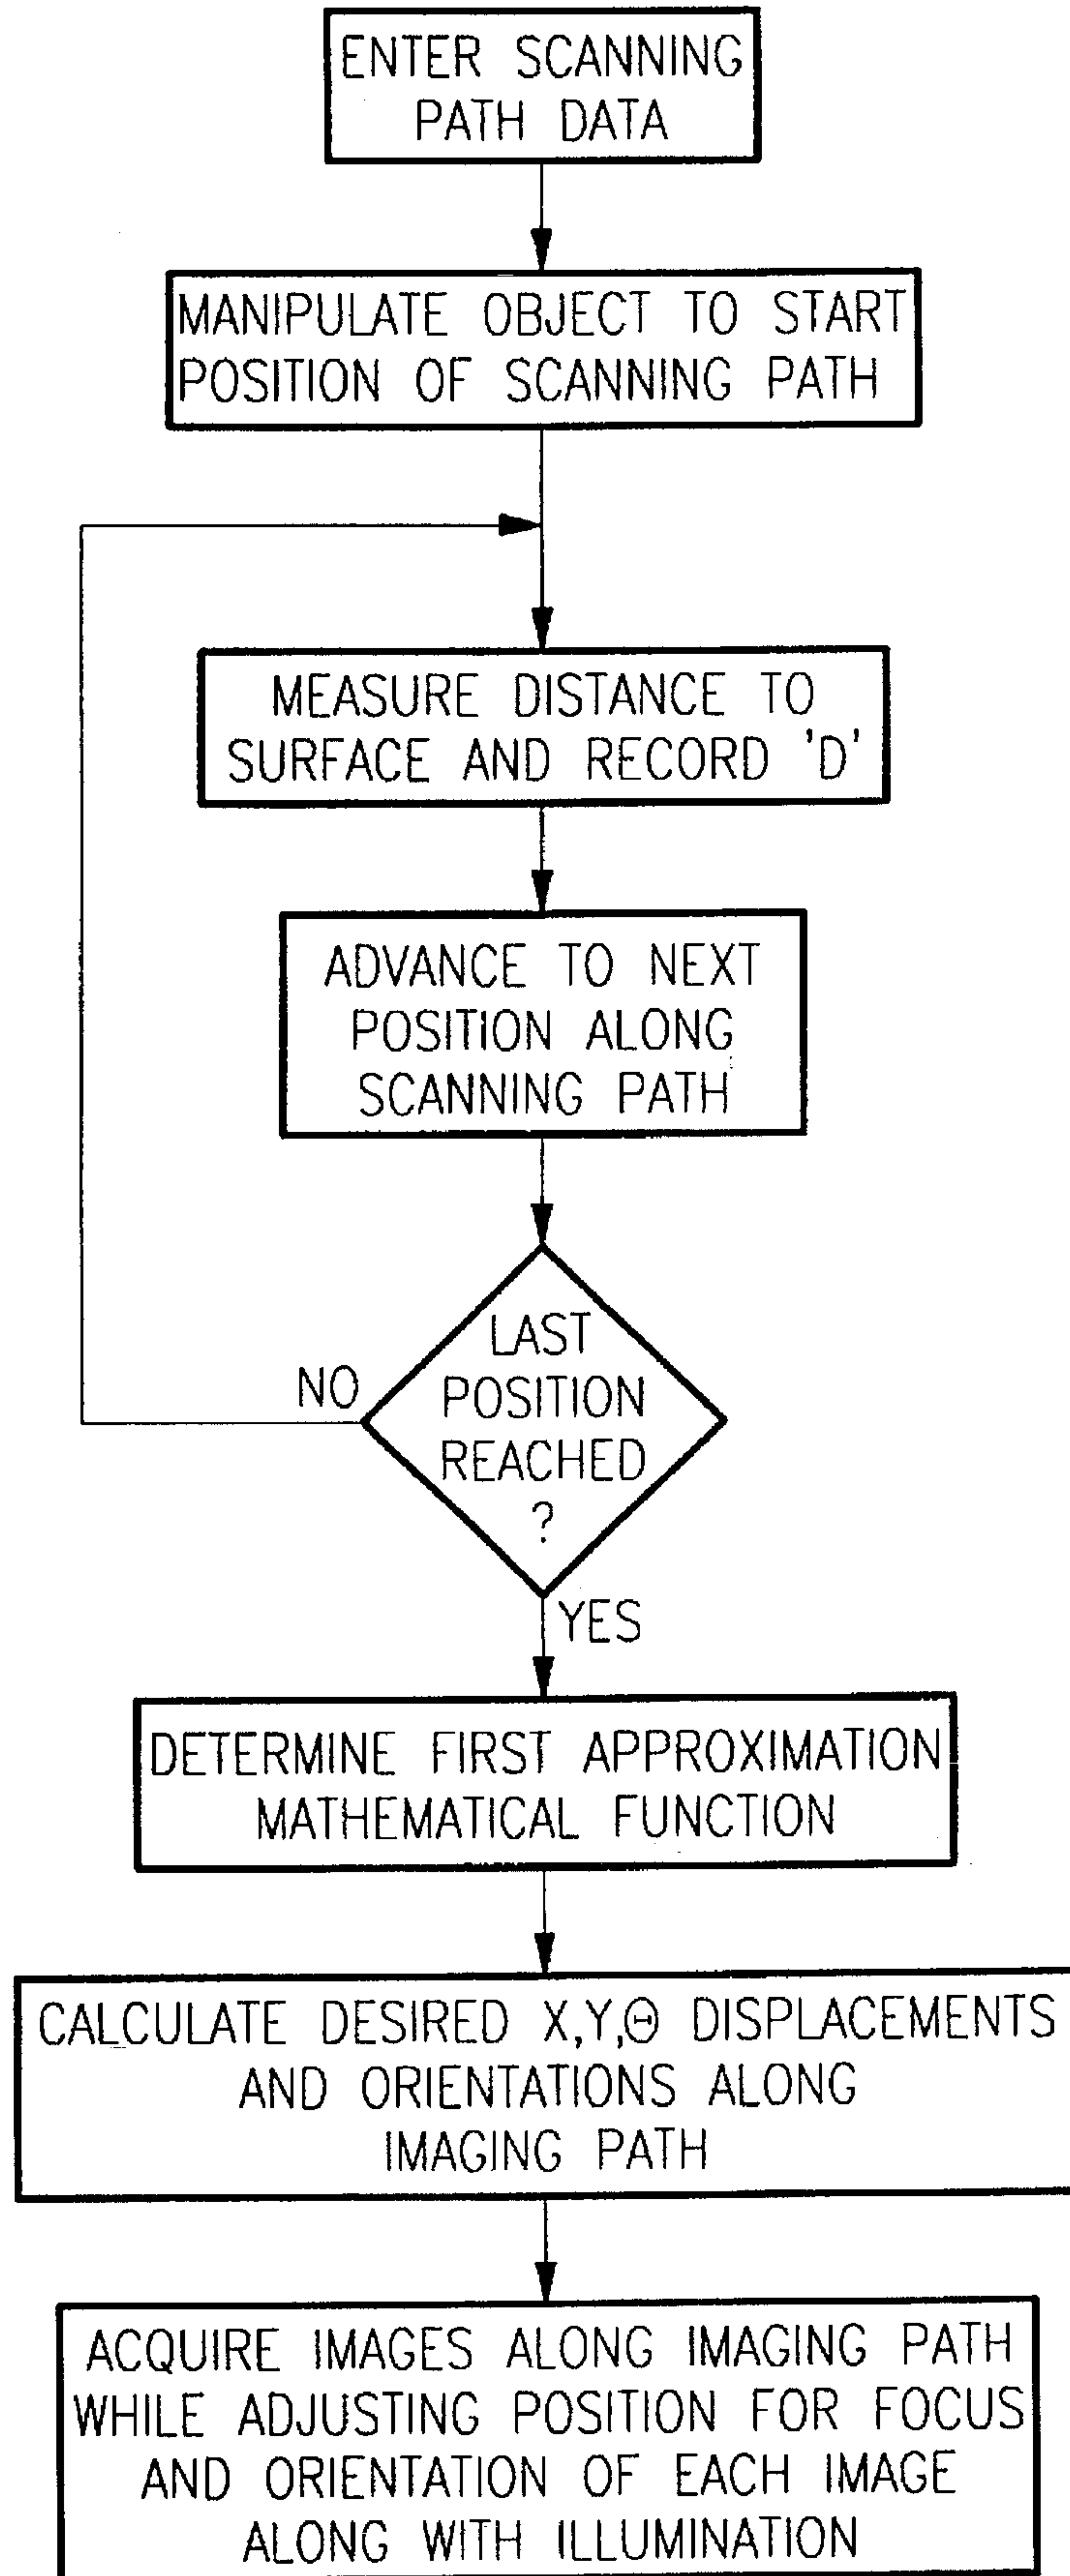 ENTER SCANNING
PATH DATA
MANIPULATE OBJECT TO START
POSITION OF SCANNING PATH
MEASURE DISTANCE TO
SURFACE AND RECORD 'D'
ADVANCE TO NEXT
POSITION ALONG
SCANNING PATH
LAST
POSITION
REACHED
?
NO
YES
DETERMINE FIRST APPROXIMATION
MATHEMATICAL FUNCTION
CALCULATE DESIRED X,Y,Θ DISPLACEMENTS
AND ORIENTATIONS ALONG
IMAGING PATH
ACQUIRE IMAGES ALONG IMAGING PATH
WHILE ADJUSTING POSITION FOR FOCUS
AND ORIENTATION OF EACH IMAGE
ALONG WITH ILLUMINATION